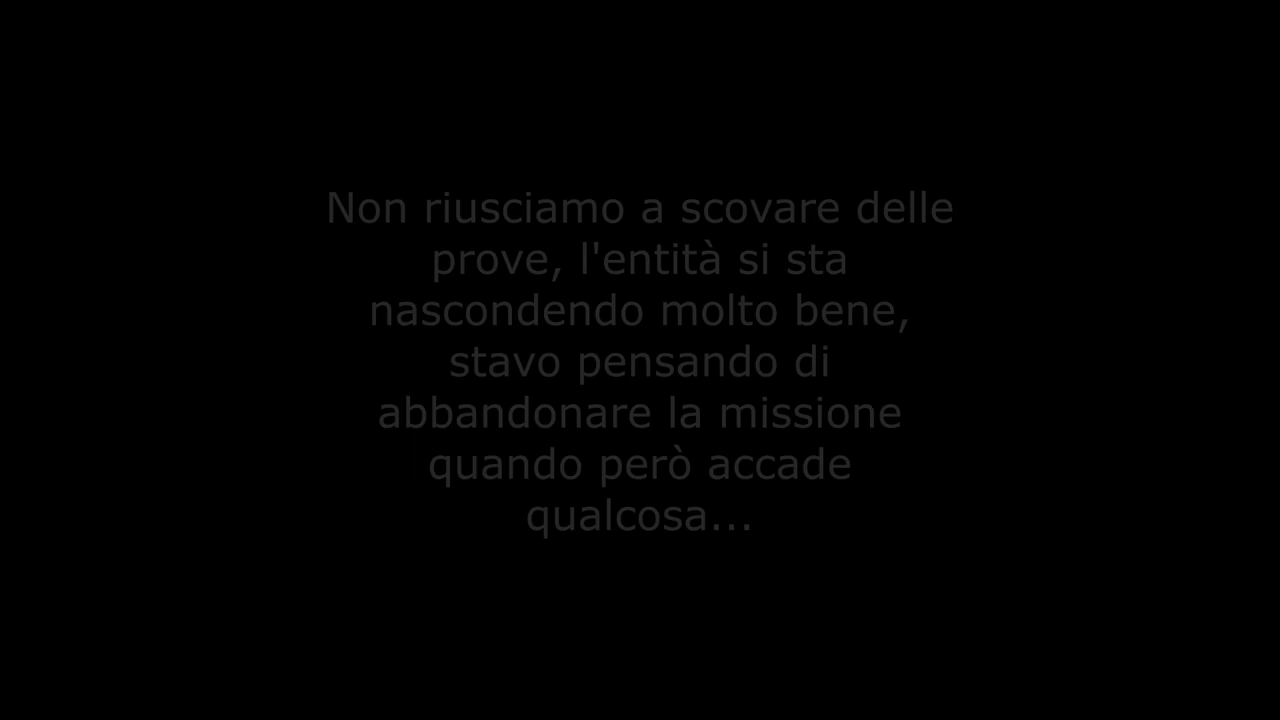 Non riusciamo a scovare delle
prove, l'entità si sta
nascondendo molto bene,
stavo pensando di
abbandonare la missione
quando però accade
qualcosa...